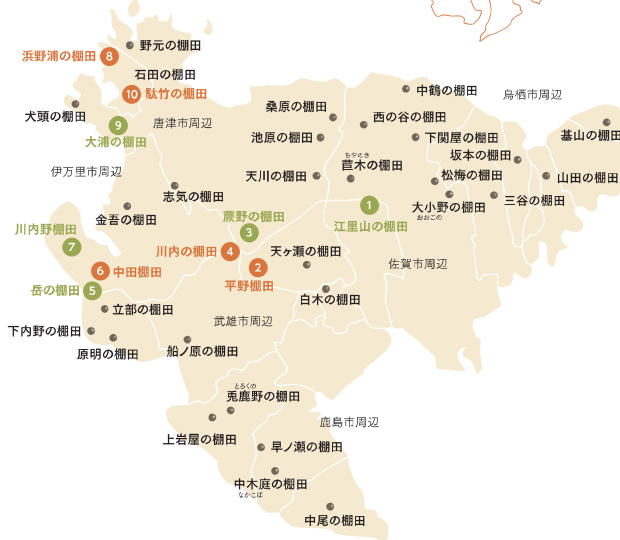 野元の棚田
浜野浦の棚田
8
石田の棚田
10
駄竹の棚田
犬頭の棚田
9
大浦の棚田
唐津市周辺
桑原の棚田
中鶴の棚田
鳥栖市周辺
西の谷の棚田
池原の棚田
下関屋の棚田
基山の棚田
坂本の棚田
ちやのき
苣木の棚田
伊万里市周辺
天川の棚田
松梅の棚田
山田の棚田
志気の棚田
大小野の棚田
おおごの
三谷の棚田
1
江里山の棚田
金吾の棚田
蕨野の棚田
3
川内野棚田
7
川内の棚田
4
天ヶ瀬の棚田
佐賀市周辺
6
中田棚田
2
平野棚田
岳の棚田
5
白木の棚田
立部の棚田
武雄市周辺
下内野の棚田
原明の棚田
船ノ原の棚田
とろくの
兎鹿野の棚田
鹿島市周辺
上岩屋の棚田
早ノ瀬の棚田
中木庭の棚田
なかこば
中尾の棚田